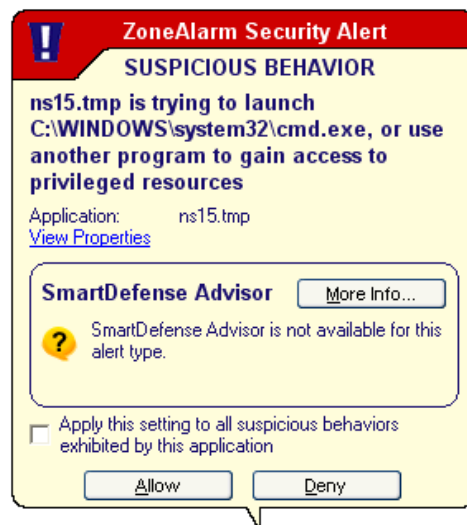 !
ZoneAlarm Security Alert
SUSPICIOUS BEHAVIOR
ns15.tmp is trying to launch
C:\WINDOWS\system32\cmd.exe, or use
another program to gain access to
privileged resources
Application: ns15.tmp
View Properties
SmartDefense Advisor More Info...
? SmartDefense Advisor is not available for this
alert type.
Apply this setting to all suspicious behaviors
exhibited by this application
Allow Deny